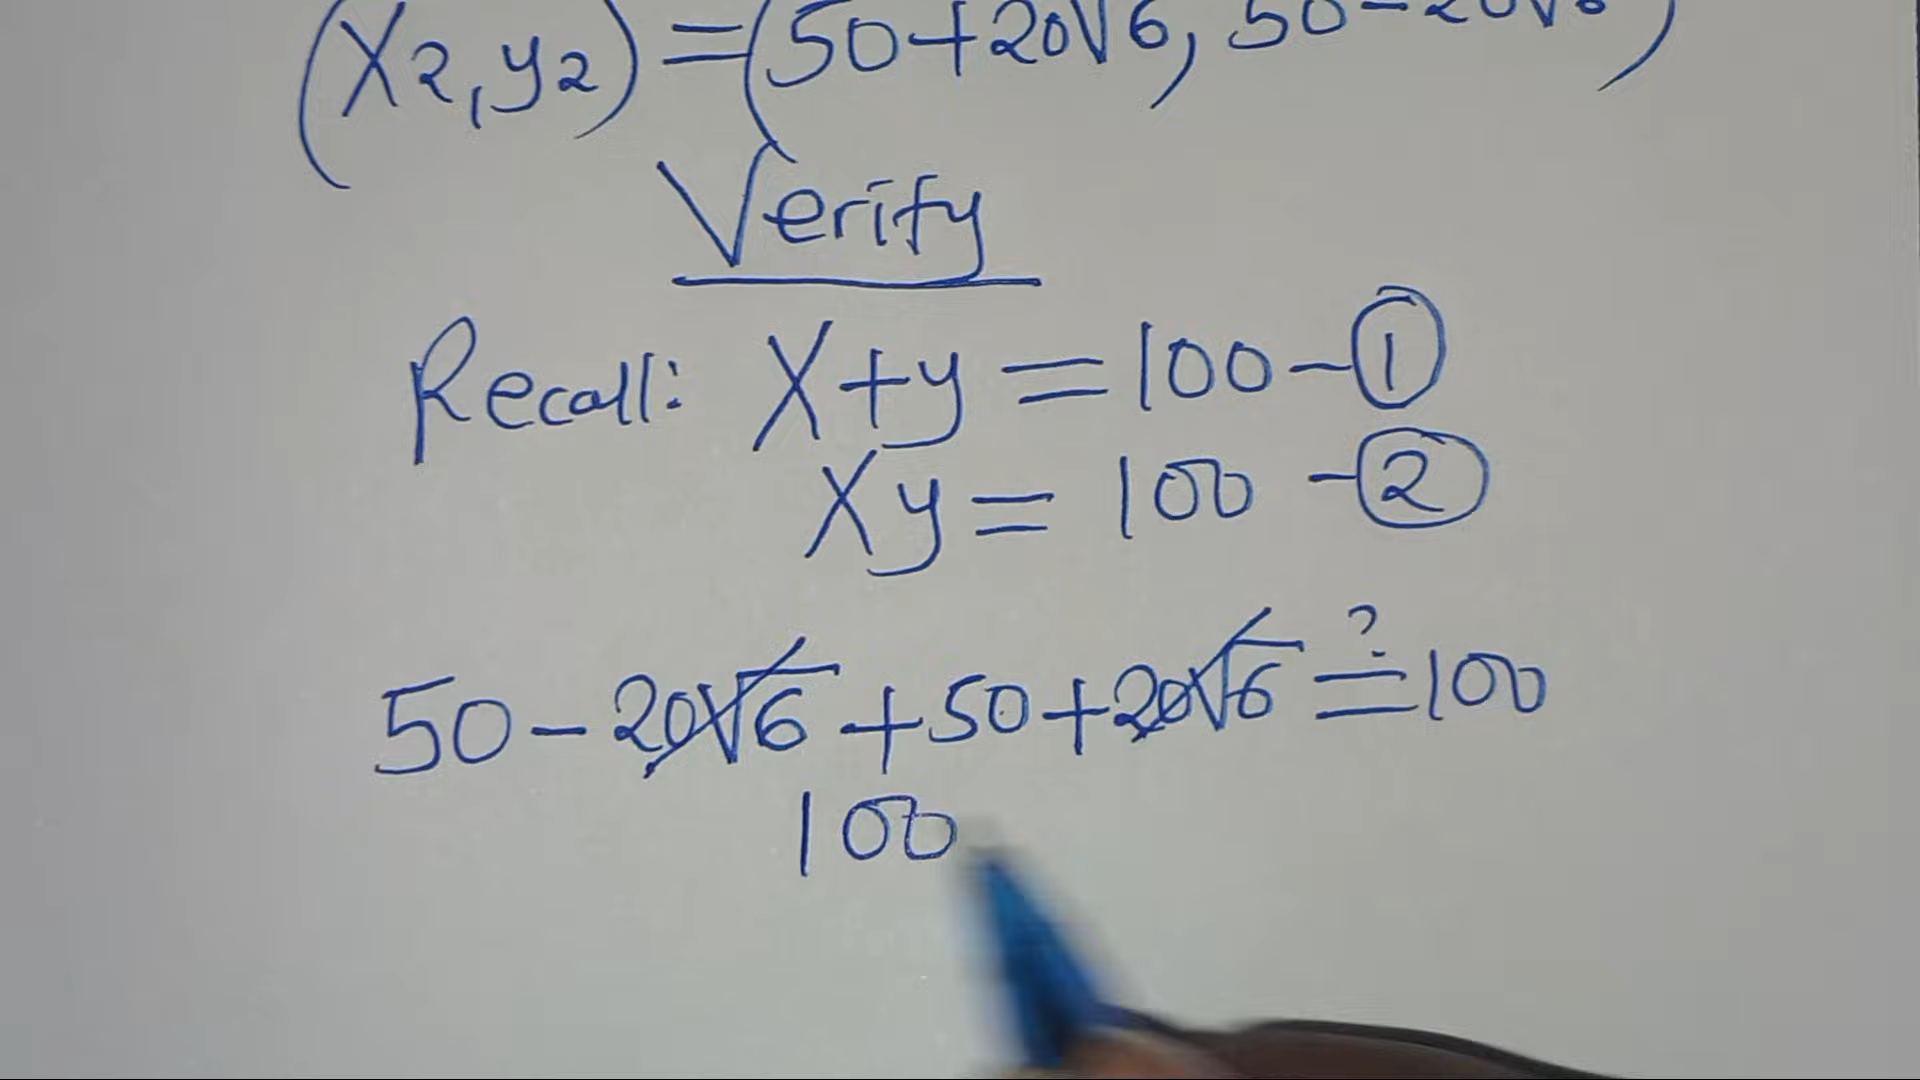 (X₂,y₂)=(50+20√6, 50-20√6)
Verify
Recall: X+y=100-①
Xy=100-②
50-20√6+50+20√6≟100
100